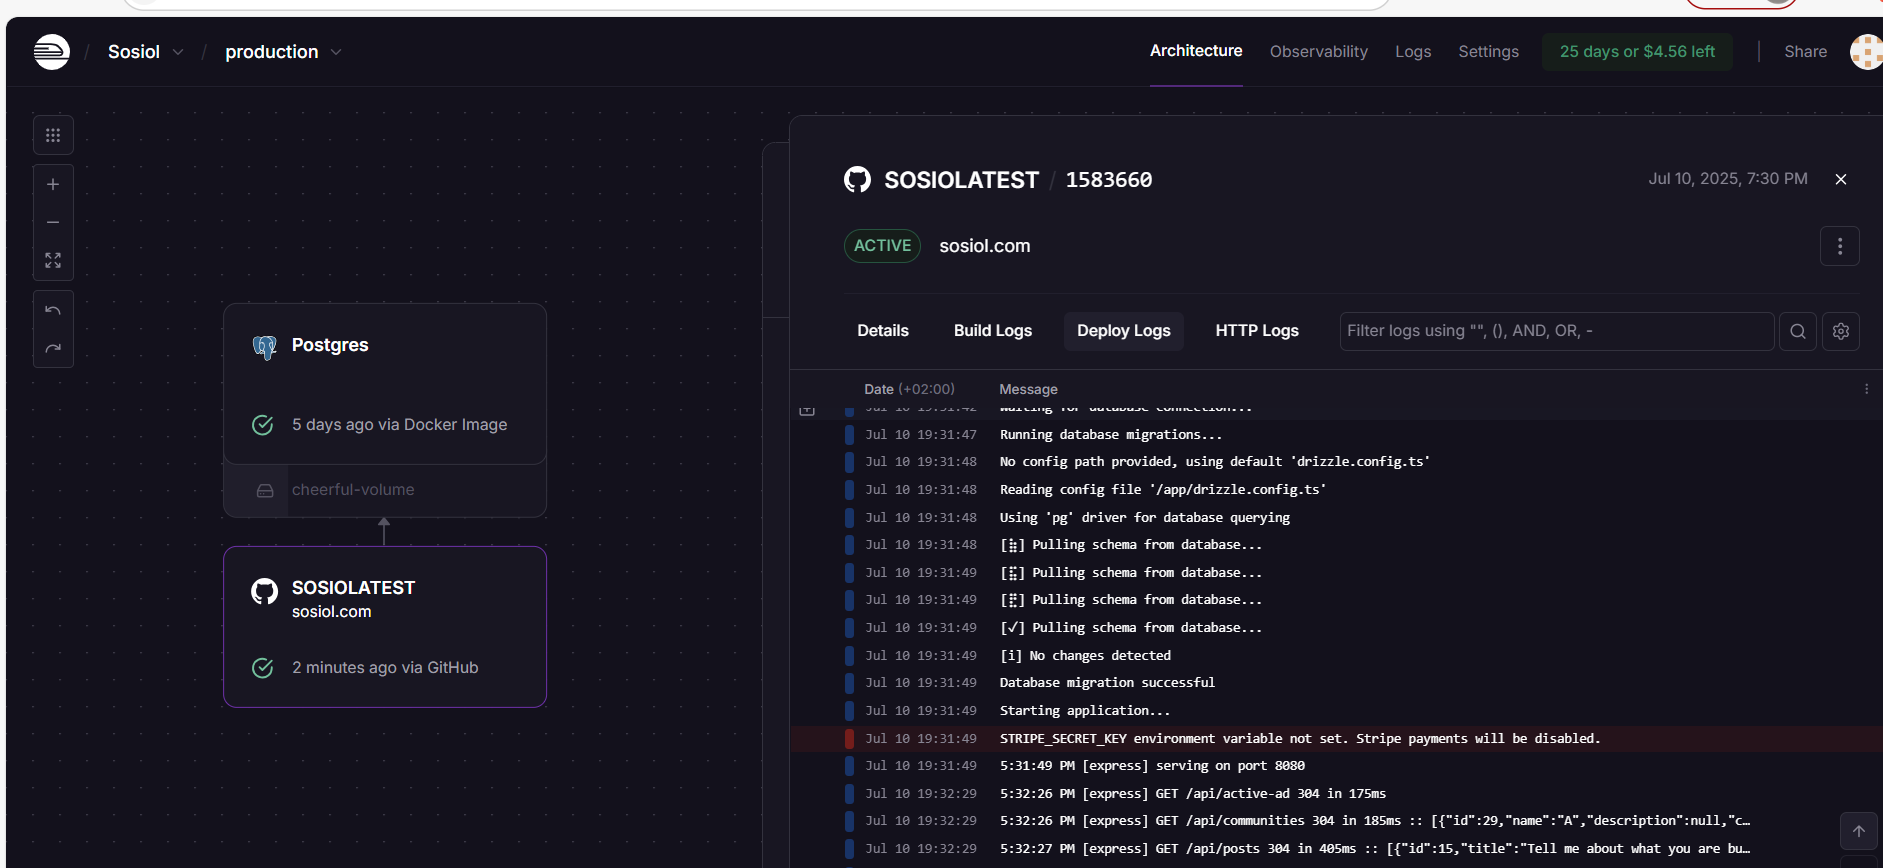 / Sosiol / production
Architecture Observability Logs Settings 25 days or $4.56 left | Share
Postgres
5 days ago via Docker Image
cheerful-volume
SOSIOLATEST
sosiol.com
2 minutes ago via GitHub
SOSIOLATEST / 1583660
Jul 10, 2025, 7:30 PM
ACTIVE sosiol.com
Details Build Logs Deploy Logs HTTP Logs Filter logs using "", (), AND, OR, -
Date (+02:00) Message
Jul 10 19:31:42 Waiting for database connection...
Jul 10 19:31:47 Running database migrations...
Jul 10 19:31:48 No config path provided, using default 'drizzle.config.ts'
Jul 10 19:31:48 Reading config file '/app/drizzle.config.ts'
Jul 10 19:31:48 Using 'pg' driver for database querying
Jul 10 19:31:48 [⣷] Pulling schema from database...
Jul 10 19:31:49 [⣯] Pulling schema from database...
Jul 10 19:31:49 [⣟] Pulling schema from database...
Jul 10 19:31:49 [✓] Pulling schema from database...
Jul 10 19:31:49 [i] No changes detected
Jul 10 19:31:49 Database migration successful
Jul 10 19:31:49 Starting application...
Jul 10 19:31:49 STRIPE_SECRET_KEY environment variable not set. Stripe payments will be disabled.
Jul 10 19:31:49 5:31:49 PM [express] serving on port 8080
Jul 10 19:32:29 5:32:26 PM [express] GET /api/active-ad 304 in 175ms
Jul 10 19:32:29 5:32:26 PM [express] GET /api/communities 304 in 185ms :: [{"id":29,"name":"A","description":null,"c…
Jul 10 19:32:29 5:32:27 PM [express] GET /api/posts 304 in 405ms :: [{"id":15,"title":"Tell me about what you are bu…